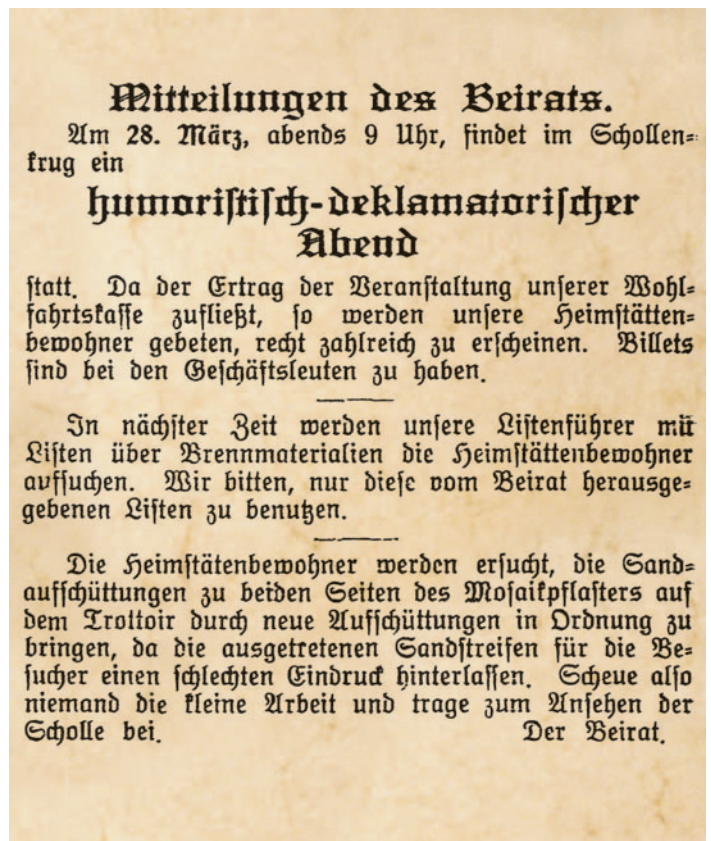 Mitteilungen des Beirats.
Am 28. März, abends 9 Uhr, findet im Schollen-
krug ein
humoristisch-deklamatorischer
Abend
statt. Da der Ertrag der Veranstaltung unserer Wohl-
fahrtskasse zufließt, so werden unsere Heimstätten-
bewohner gebeten, recht zahlreich zu erscheinen. Billets
sind bei den Geschäftsleuten zu haben.
In nächster Zeit werden unsere Listenführer mit
Listen über Brennmaterialien die Heimstättenbewohner
aufsuchen. Wir bitten, nur diese vom Beirat herausge-
gebenen Listen zu benutzen.
Die Heimstätenbewohner werden ersucht, die Sand-
aufschüttungen zu beiden Seiten des Mosaikpflasters auf
dem Trottoir durch neue Aufschüttungen in Ordnung zu
bringen, da die ausgetretenen Sandstreifen für die Be-
sucher einen schlechten Eindruck hinterlassen. Scheue also
niemand die kleine Arbeit und trage zum Ansehen der
Scholle bei. Der Beirat.